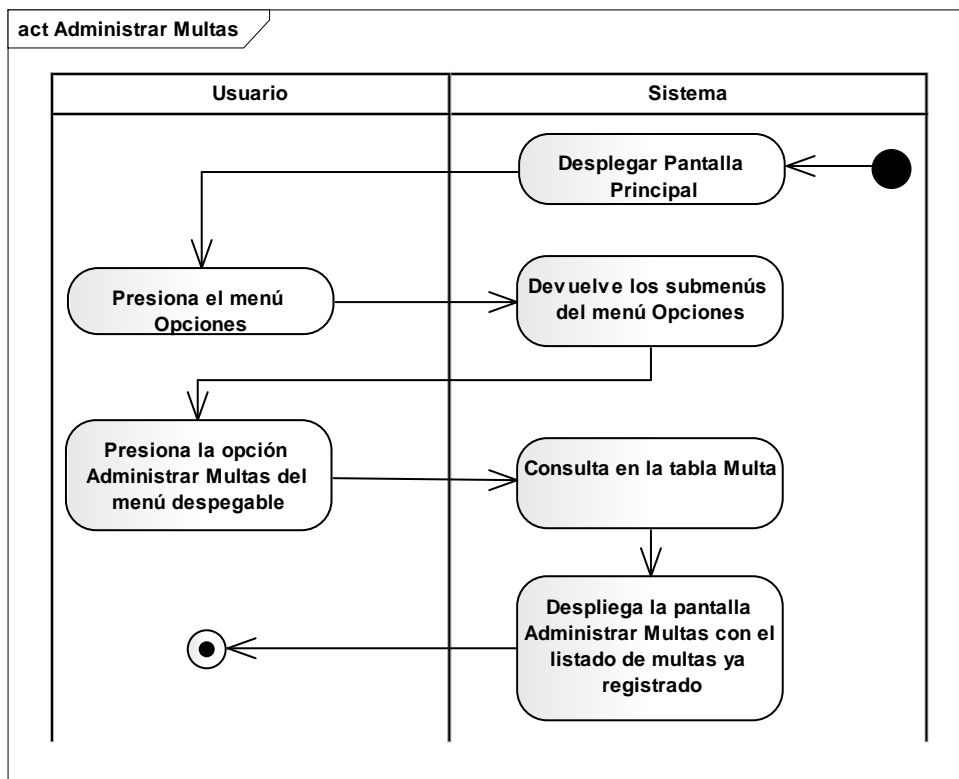 act Administrar Multas
Usuario
Sistema
Desplegar Pantalla
Principal
Presiona el menú
Opciones
Devuelve los submenús
del menú Opciones
Presiona la opción
Administrar Multas del
menú despegable
Consulta en la tabla Multa
Despliega la pantalla
Administrar Multas con el
listado de multas ya
registrado